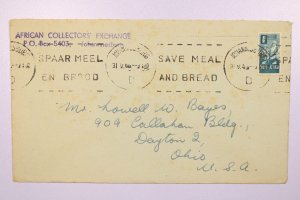 AFRICAN COLLECTORS' EXCHANGE
P.O. Box 5403, Johannesburg
SPAAR MEEL
EN BROOD
SAVE MEAL
AND BREAD
Mr. Lowell W. Bayes,
909 Callahan Bldg.,
Dayton 2,
Ohio
U.S.A.